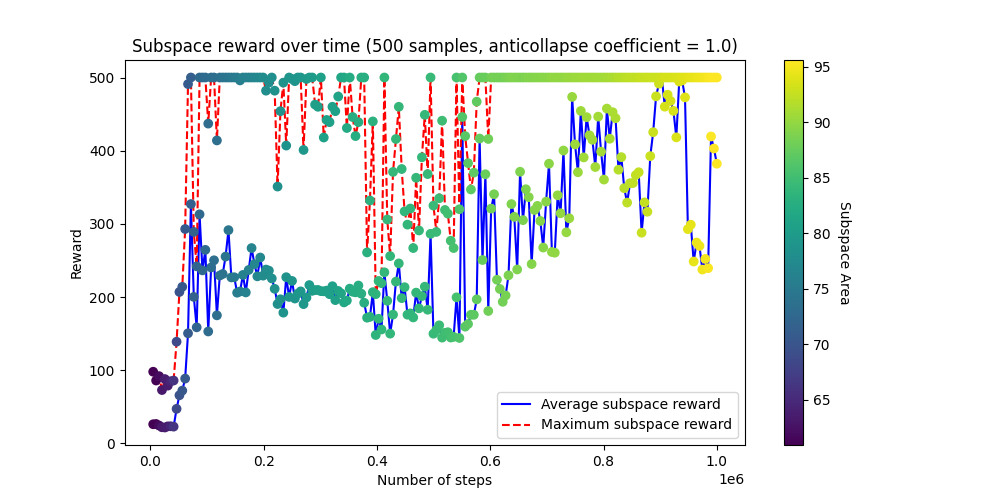 Subspace reward over time (500 samples, anticollapse coefficient = 1.0)
Reward
500
400
300
200
100
0
0.0 0.2 0.4 0.6 0.8 1.0
1e6
Number of steps
Average subspace reward
Maximum subspace reward
95
90
85
80
75
70
65
Subspace Area